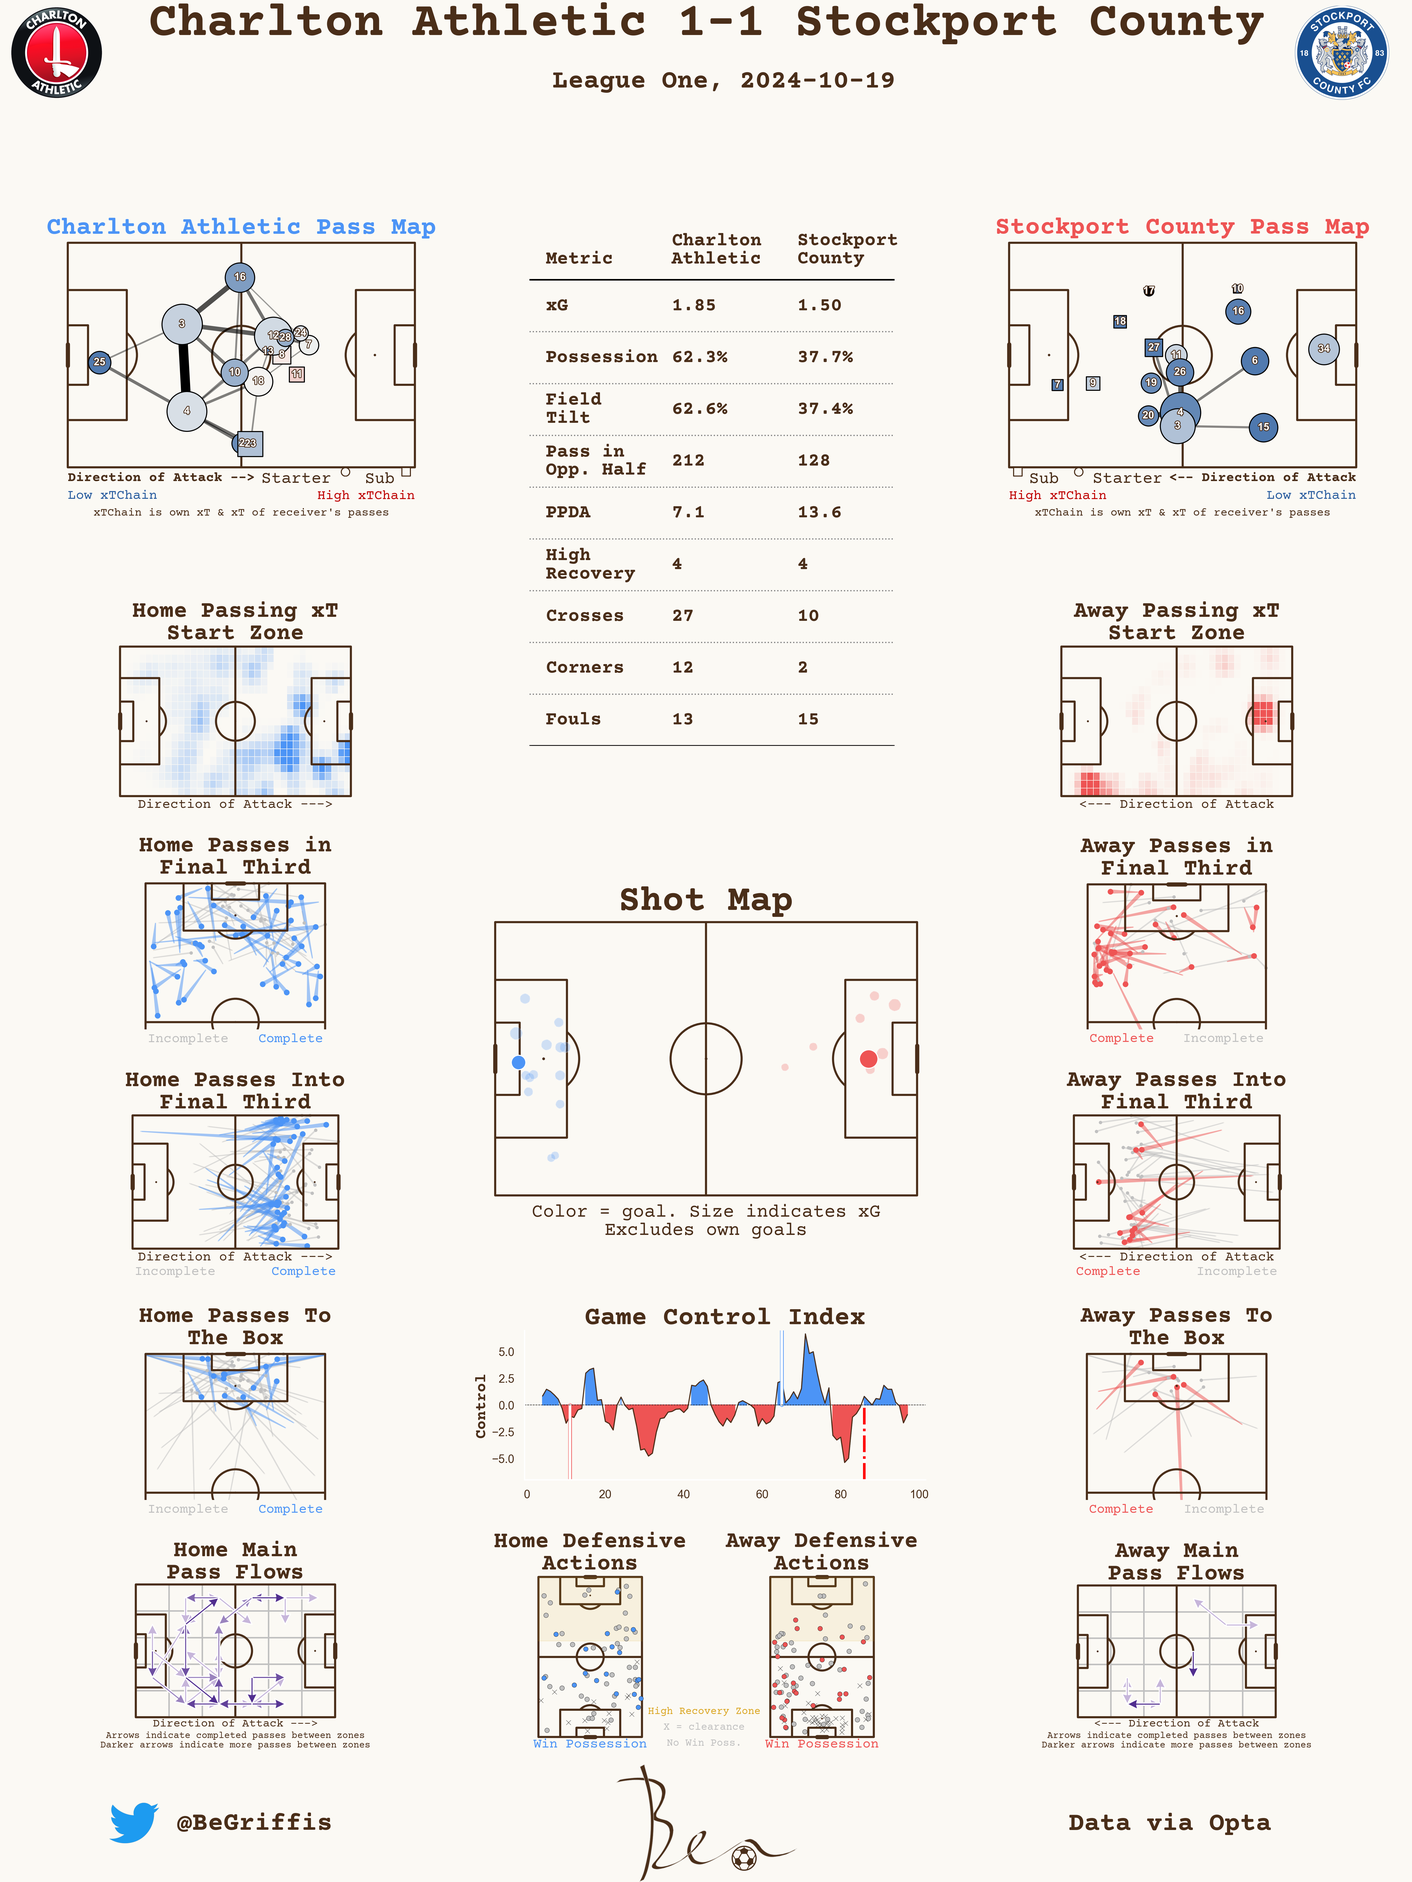 Charlton Athletic 1-1 Stockport County
League One, 2024-10-19
CHARLTON
ATHLETIC
STOCKPORT
18 83
COUNTY FC
Charlton Athletic Pass Map
16
3
12
28
24
7
13
8
25
10
18
11
4
22
23
Direction of Attack --> Starter Sub
Low xTChain High xTChain
xTChain is own xT & xT of receiver's passes
Metric Charlton Athletic Stockport County
xG 1.85 1.50
Possession 62.3% 37.7%
Field Tilt 62.6% 37.4%
Pass in Opp. Half 212 128
PPDA 7.1 13.6
High Recovery 4 4
Crosses 27 10
Corners 12 2
Fouls 13 15
Stockport County Pass Map
17
10
16
18
27
11
34
6
26
7
9
19
20
4
3
15
Sub Starter <-- Direction of Attack
High xTChain Low xTChain
xTChain is own xT & xT of receiver's passes
Home Passing xT
Start Zone
Direction of Attack --->
Away Passing xT
Start Zone
<--- Direction of Attack
Home Passes in
Final Third
Incomplete Complete
Away Passes in
Final Third
Complete Incomplete
Shot Map
Color = goal. Size indicates xG
Excludes own goals
Home Passes Into
Final Third
Direction of Attack --->
Incomplete Complete
Away Passes Into
Final Third
<--- Direction of Attack
Complete Incomplete
Home Passes To
The Box
Incomplete Complete
Game Control Index
Control
5.0
2.5
0.0
−2.5
−5.0
0 20 40 60 80 100
Away Passes To
The Box
Complete Incomplete
Home Main
Pass Flows
Direction of Attack --->
Arrows indicate completed passes between zones
Darker arrows indicate more passes between zones
Home Defensive
Actions
Win Possession
Away Defensive
Actions
Win Possession
High Recovery Zone
X = clearance
No Win Poss.
Away Main
Pass Flows
<--- Direction of Attack
Arrows indicate completed passes between zones
Darker arrows indicate more passes between zones
@BeGriffis
Ben
Data via Opta